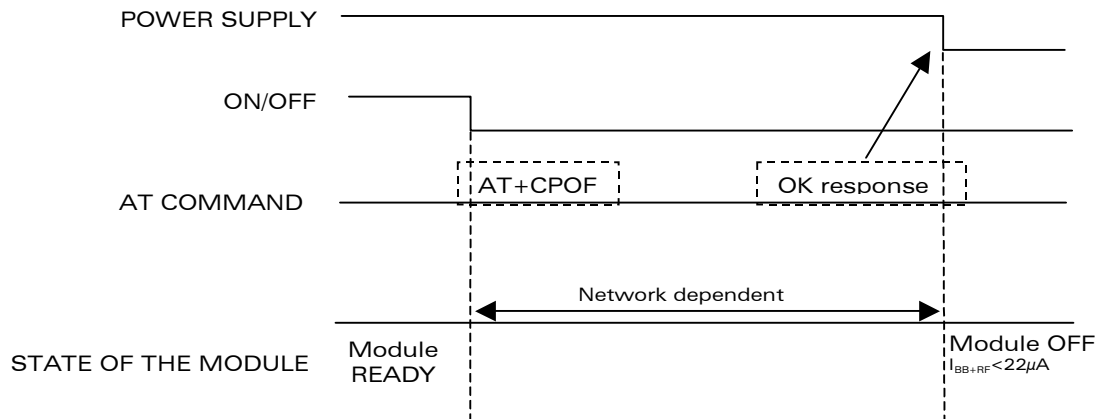 POWER SUPPLY
ON/OFF
AT COMMAND
AT+CPOF
OK response
Network dependent
STATE OF THE MODULE
Module
READY
Module OFF
I_BB+RF<22µA